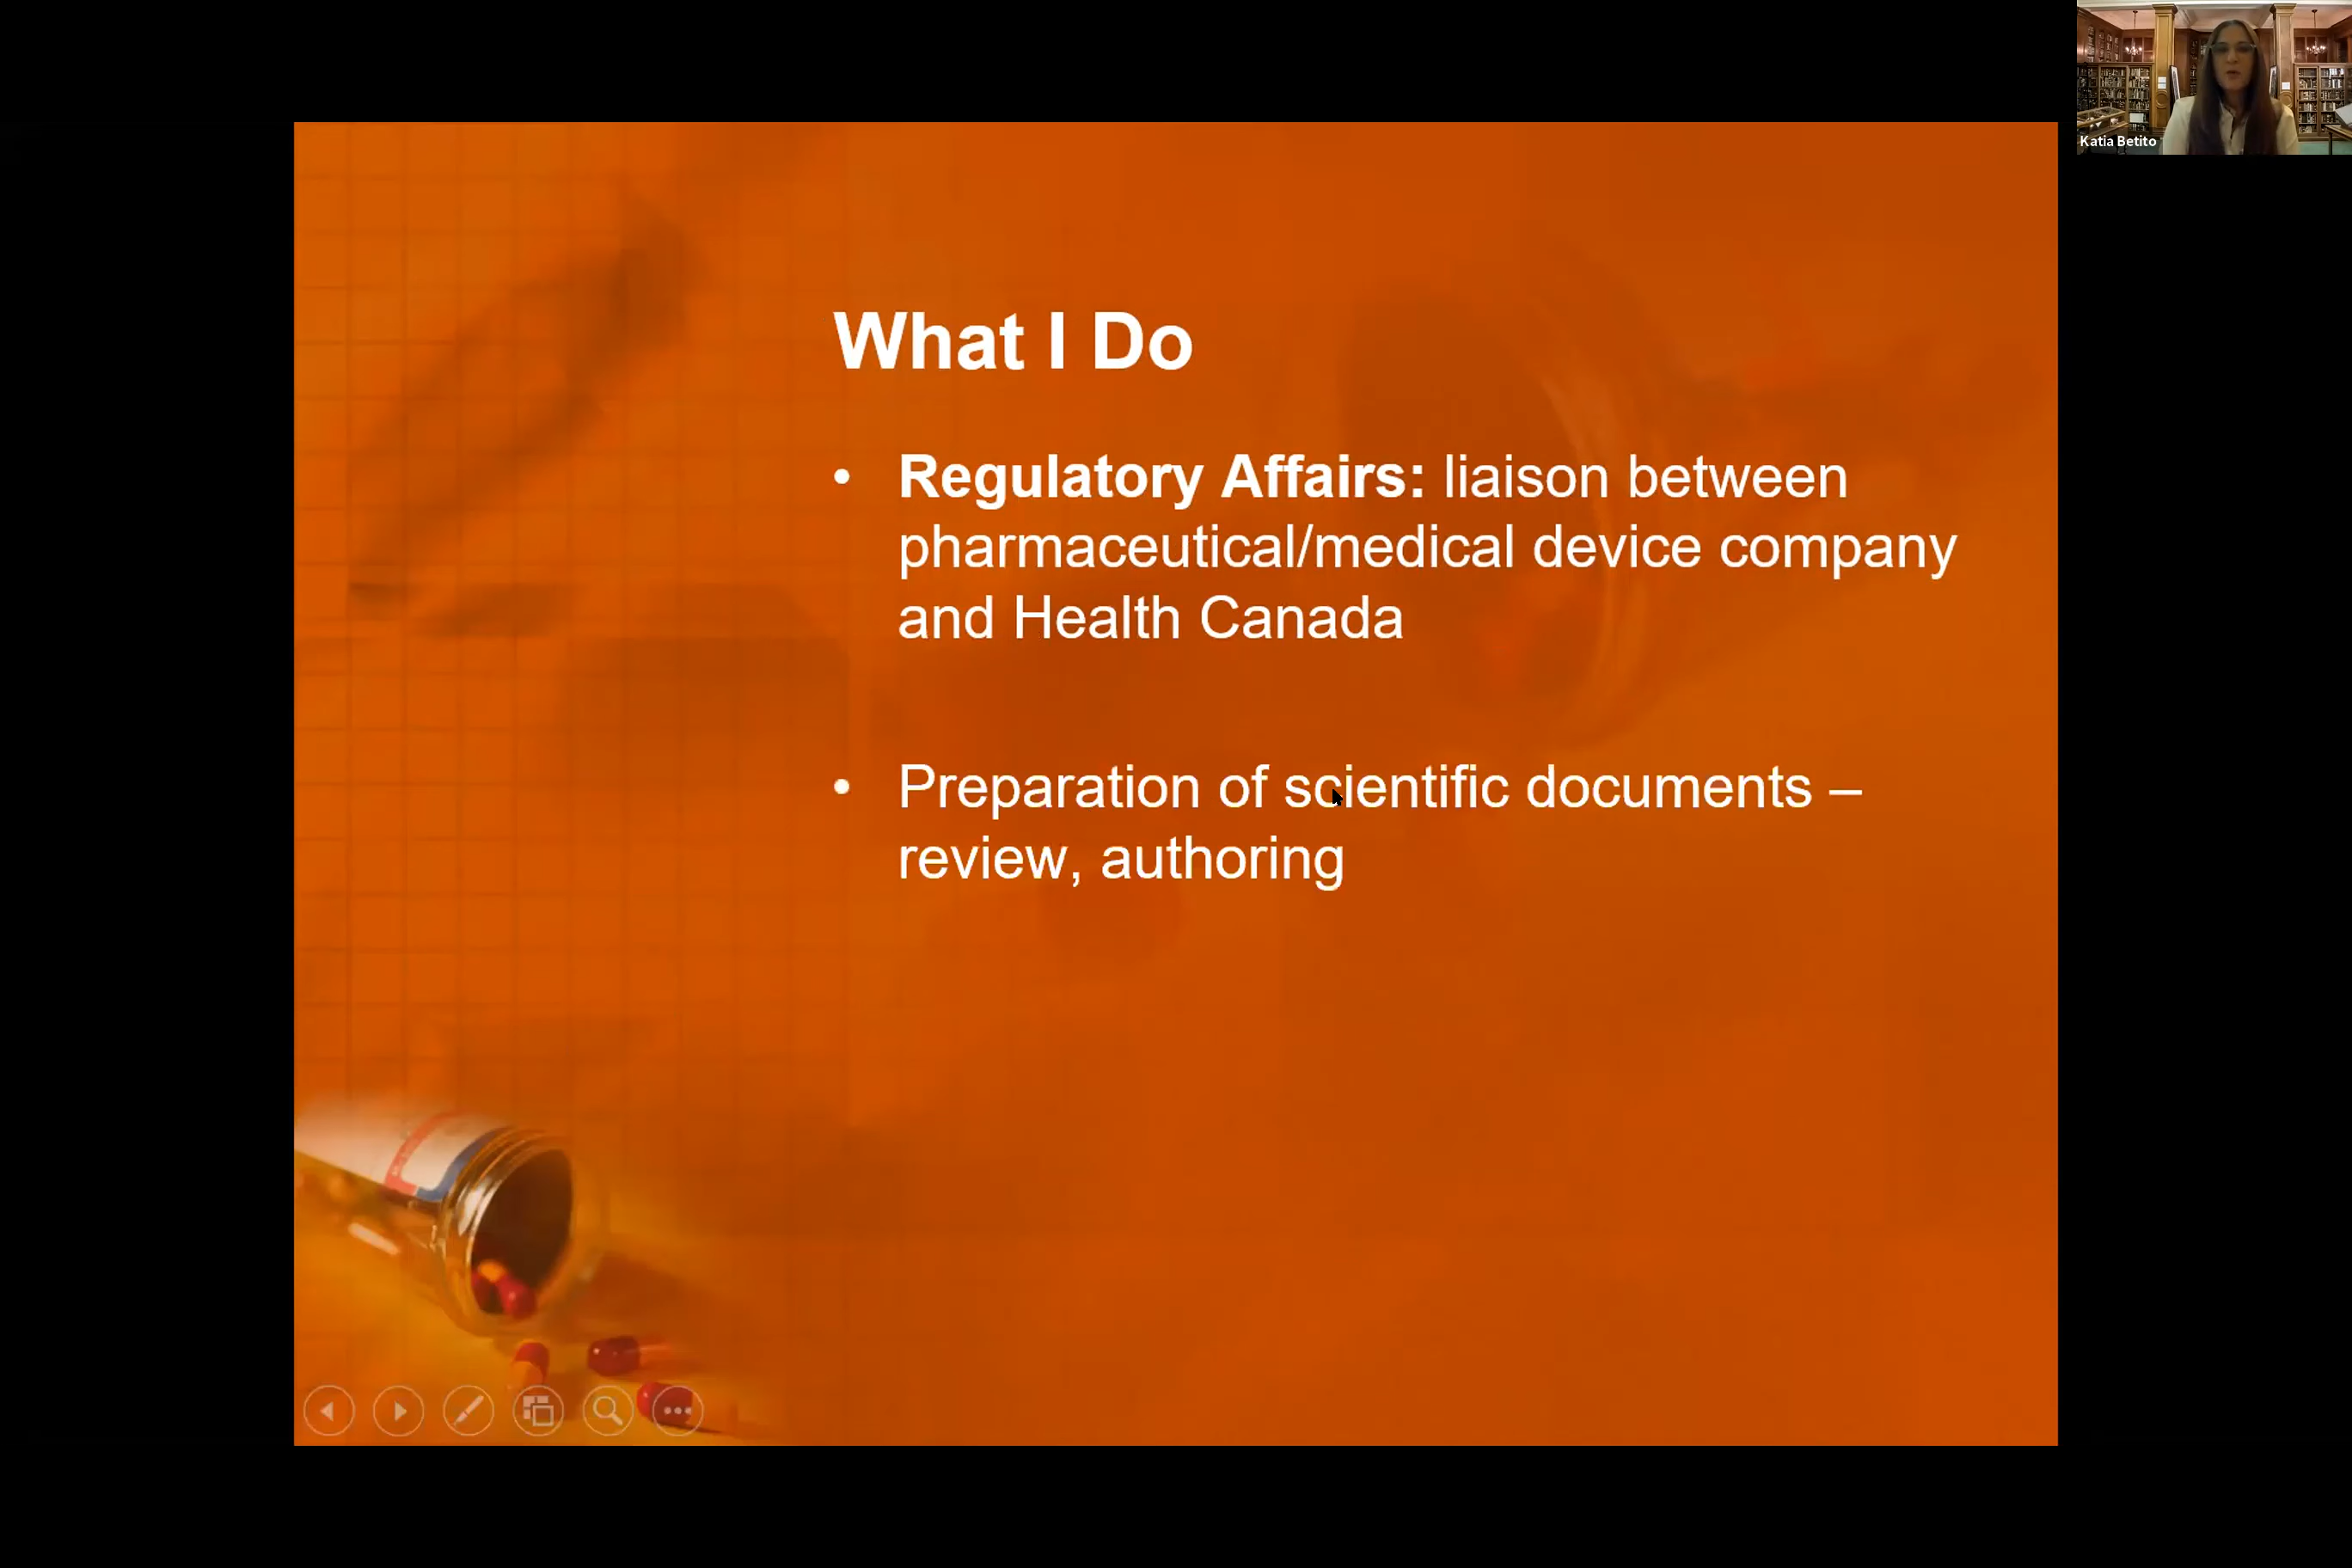 Katia Betito
What I Do
• Regulatory Affairs: liaison between
pharmaceutical/medical device company
and Health Canada
• Preparation of scientific documents –
review, authoring